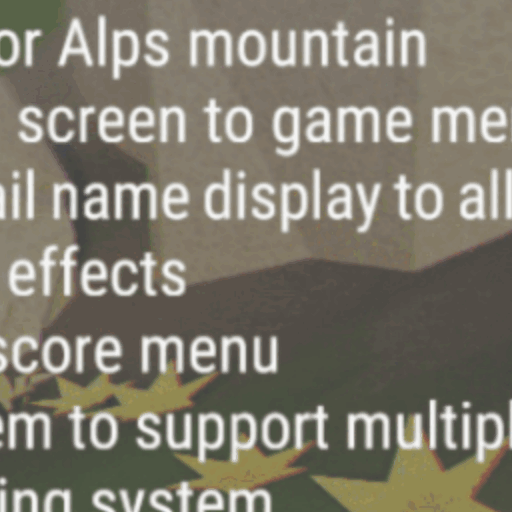 or Alps mountain
screen to game me
ail name display to all
effects
score menu
em to support multipl
ing system